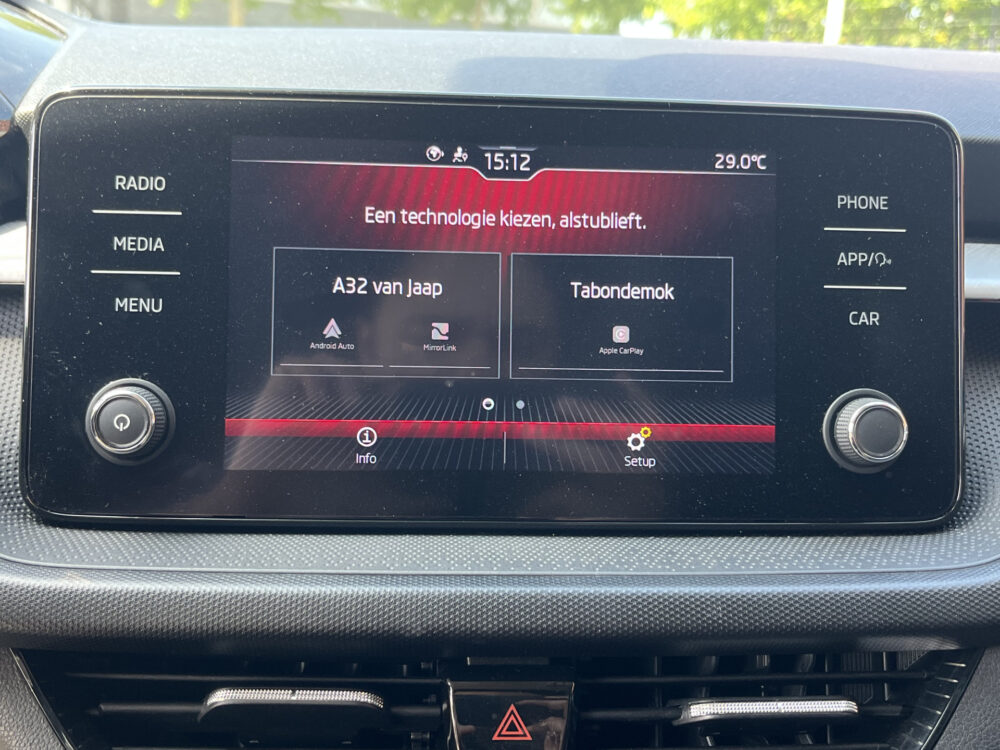 RADIO
MEDIA
MENU
15:12
29.0°C
Een technologie kiezen, alstublieft.
A32 van jaap
Android Auto
MirrorLink
Tabondemok
Apple CarPlay
Info
Setup
PHONE
APP/
CAR